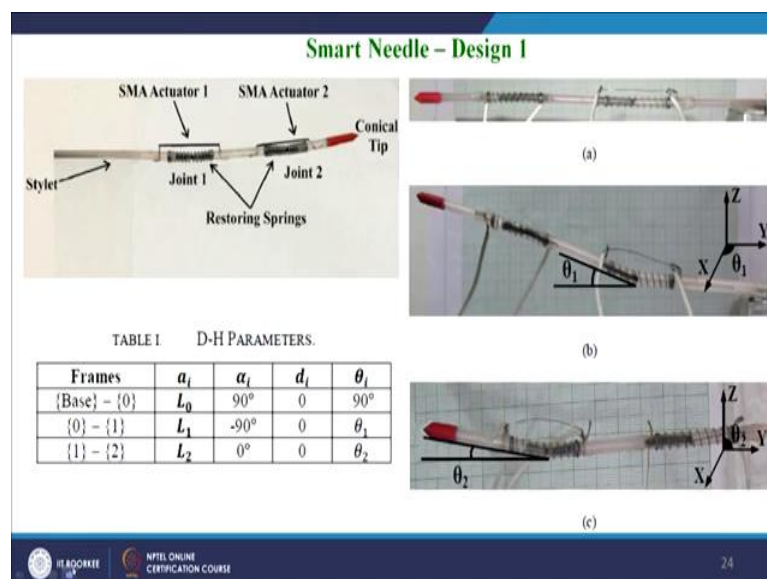 Smart Needle – Design 1
SMA Actuator 1
SMA Actuator 2
Conical
Tip
Stylet
Joint 1
Joint 2
Restoring Springs
(a)
Z
Y
X
θ₁
θ₁
(b)
Z
θ₂
Y
X
θ₂
(c)
TABLE I. D-H PARAMETERS.
Frames aᵢ αᵢ dᵢ θᵢ
{Base} – {0} L₀ 90° 0 90°
{0} – {1} L₁ -90° 0 θ₁
{1} – {2} L₂ 0° 0 θ₂
IIT ROORKEE
NPTEL ONLINE
CERTIFICATION COURSE
24